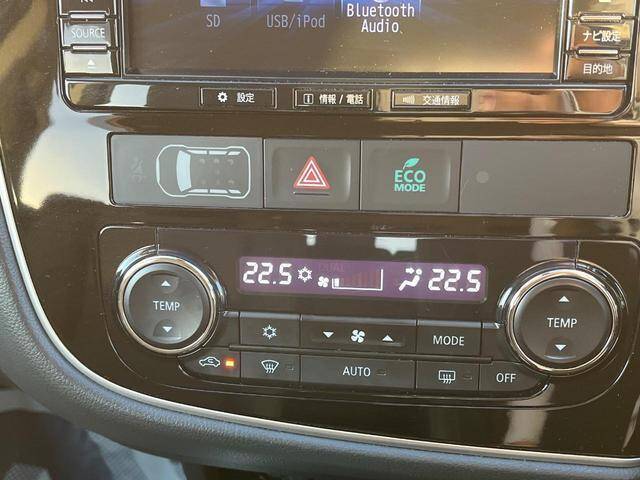 SD
USB/iPod
Bluetooth
Audio
SOURCE
ナビ設定
目的地
設定
情報 / 電話
交通情報
ECO
MODE
22.5
DUAL
22.5
TEMP
TEMP
MODE
AUTO
OFF